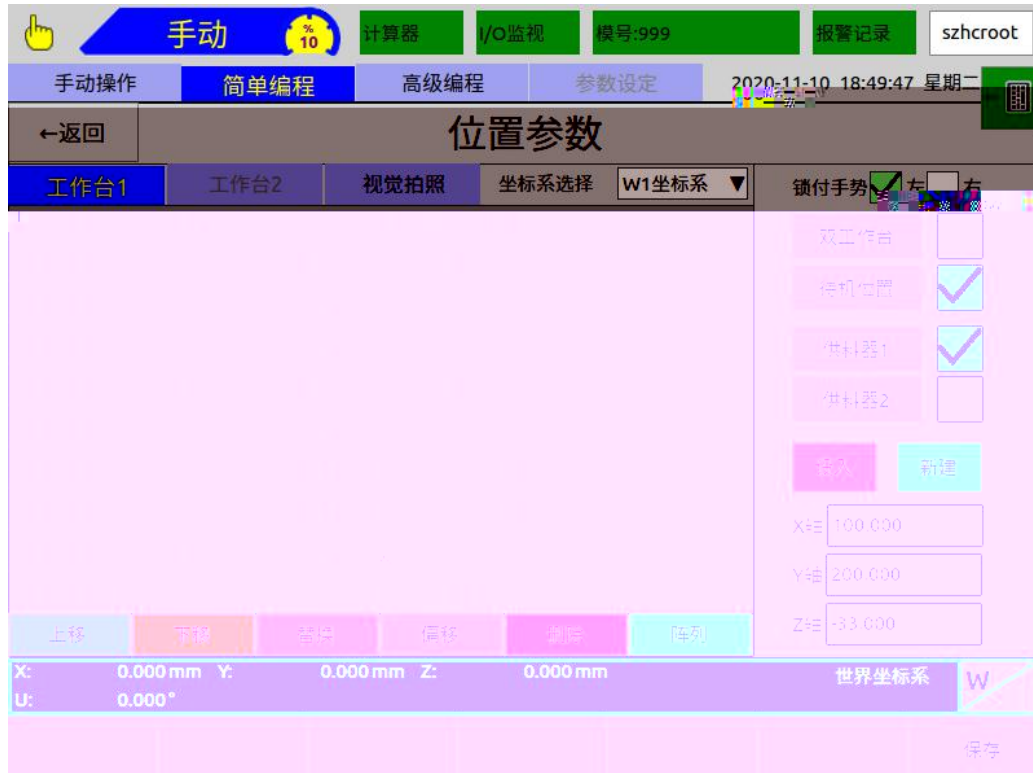 手动 % 10 计算器 I/O监视 模号:999 报警记录 szhcroot
手动操作 简单编程 高级编程 参数设定 2020-11-10 18:49:47 星期二
←返回 位置参数
工作台1 工作台2 视觉拍照 坐标系选择 W1坐标系 ▼ 锁付手势 左 右
双工作台
待机位置
供料器1
供料器2
插入 新建
X轴 100.000
Y轴 200.000
Z轴 -33.000
上移 下移 替换 偏移 删除 阵列
X: 0.000 mm Y: 0.000 mm Z: 0.000 mm 世界坐标系 W
U: 0.000°
保存